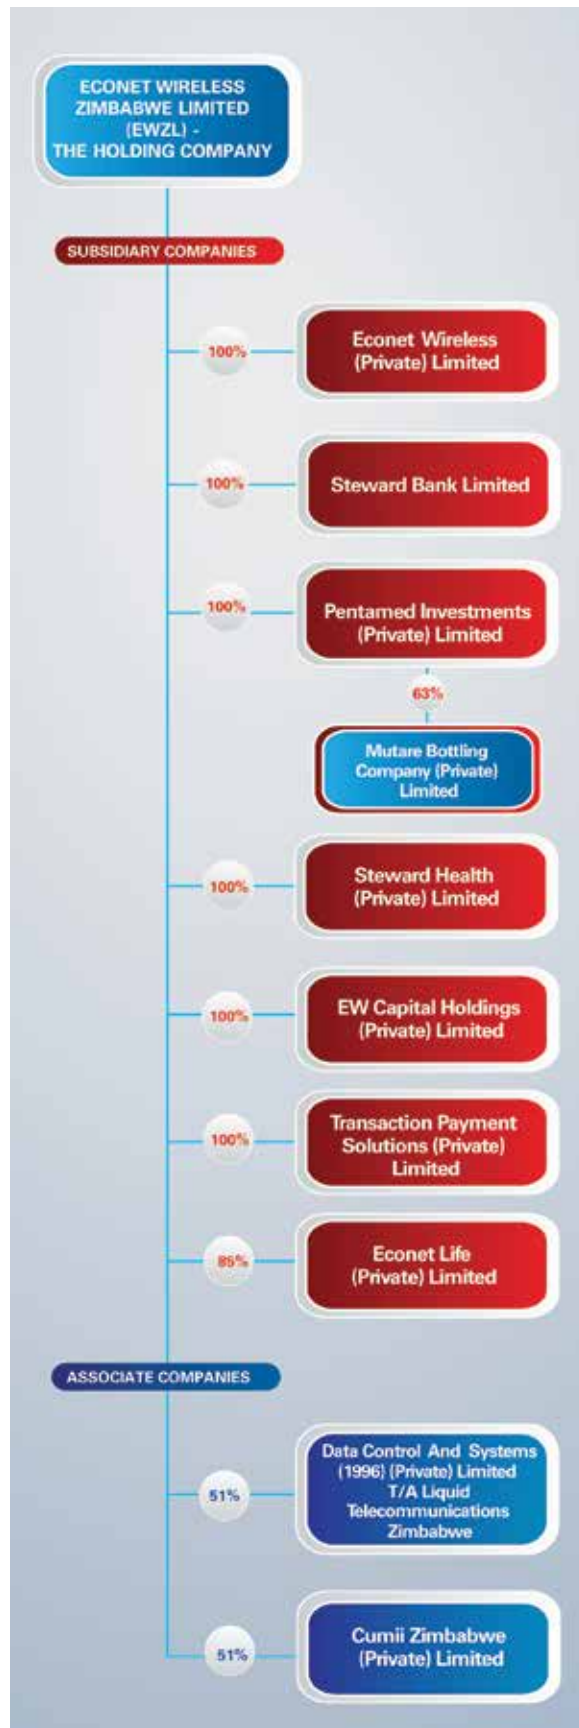 ECONET WIRELESS
ZIMBABWE LIMITED
(EWZL) -
THE HOLDING COMPANY
SUBSIDIARY COMPANIES
100%
Econet Wireless
(Private) Limited
100%
Steward Bank Limited
100%
Pentamed Investments
(Private) Limited
63%
Mutare Bottling
Company (Private)
Limited
100%
Steward Health
(Private) Limited
100%
EW Capital Holdings
(Private) Limited
100%
Transaction Payment
Solutions (Private)
Limited
85%
Econet Life
(Private) Limited
ASSOCIATE COMPANIES
51%
Data Control And Systems
(1996) (Private) Limited
T/A Liquid
Telecommunications
Zimbabwe
51%
Cumii Zimbabwe
(Private) Limited